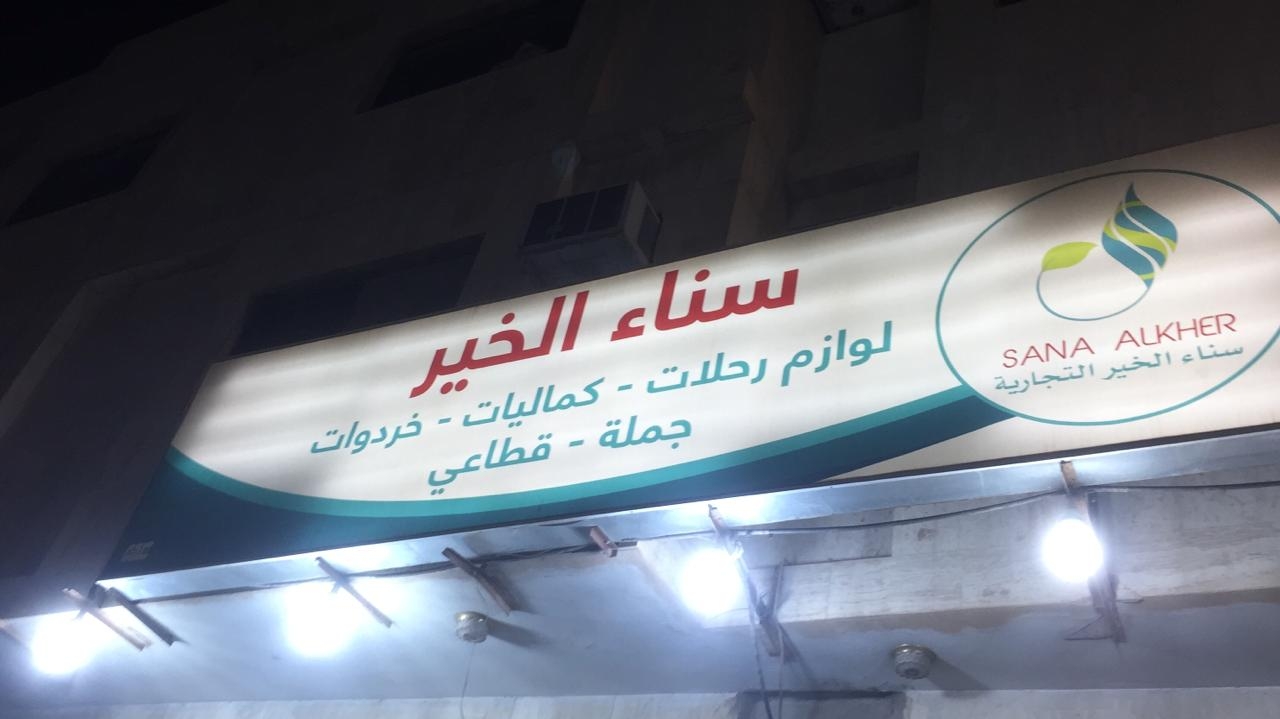 سناء الخير
لوازم رحلات - كماليات - خردوات
جملة - قطاعي
SANA ALKHER
سناء الخير التجارية